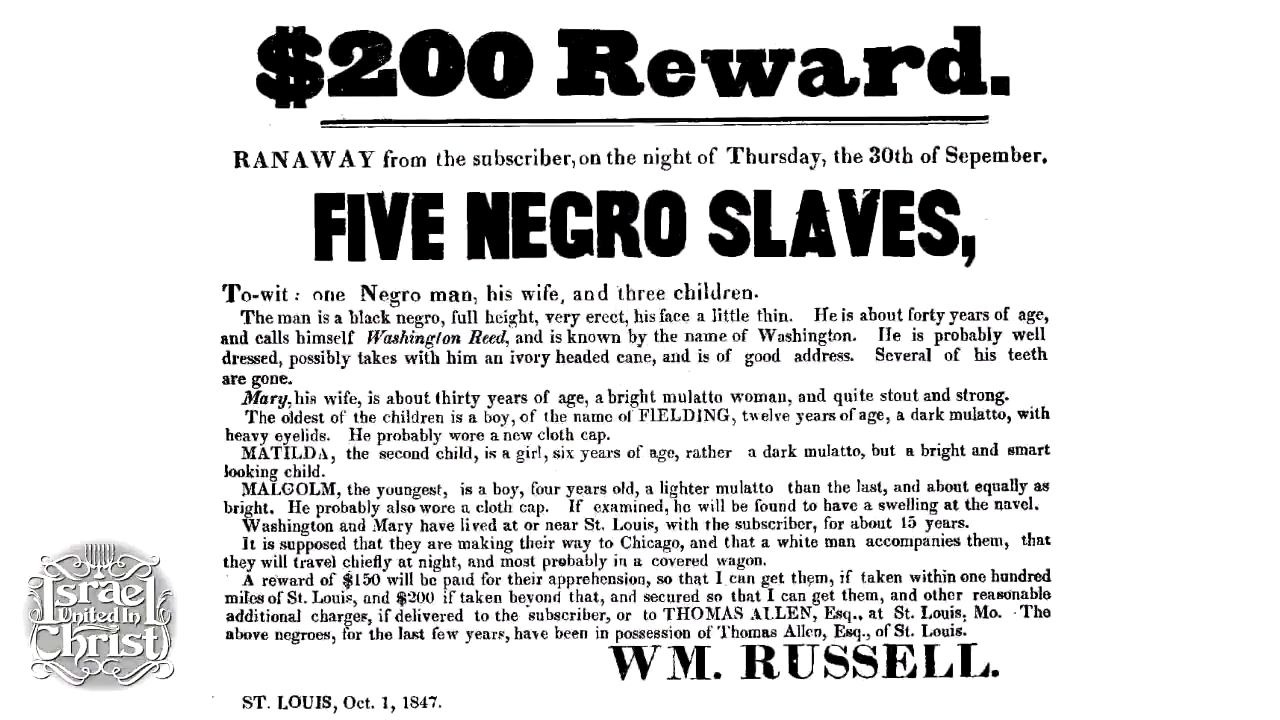 $200 Reward.
RANAWAY from the subscriber, on the night of Thursday, the 30th of Sepember.
FIVE NEGRO SLAVES,
To-wit : one Negro man, his wife, and three children.
The man is a black negro, full height, very erect, his face a little thin. He is about forty years of age,
and calls himself Washington Reed, and is known by the name of Washington. He is probably well
dressed, possibly takes with him an ivory headed cane, and is of good address. Several of his teeth
are gone.
Mary, his wife, is about thirty years of age, a bright mulatto woman, and quite stout and strong.
The oldest of the children is a boy, of the name of FIELDING, twelve years of age, a dark mulatto, with
heavy eyelids. He probably wore a new cloth cap.
MATILDA, the second child, is a girl, six years of age, rather a dark mulatto, but a bright and smart
looking child.
MALCOLM, the youngest, is a boy, four years old, a lighter mulatto than the last, and about equally as
bright. He probably also wore a cloth cap. If examined, he will be found to have a swelling at the navel.
Washington and Mary have lived at or near St. Louis, with the subscriber, for about 15 years.
It is supposed that they are making their way to Chicago, and that a white man accompanies them, that
they will travel chiefly at night, and most probably in a covered wagon.
A reward of $150 will be paid for their apprehension, so that I can get them, if taken within one hundred
miles of St. Louis, and $200 if taken beyond that, and secured so that I can get them, and other reasonable
additional charges, if delivered to the subscriber, or to THOMAS ALLEN, Esq., at St. Louis, Mo. The
above negroes, for the last few years, have been in possession of Thomas Allen, Esq., of St. Louis.
WM. RUSSELL.
ST. LOUIS, Oct. 1, 1847.
Israel
United In
Christ